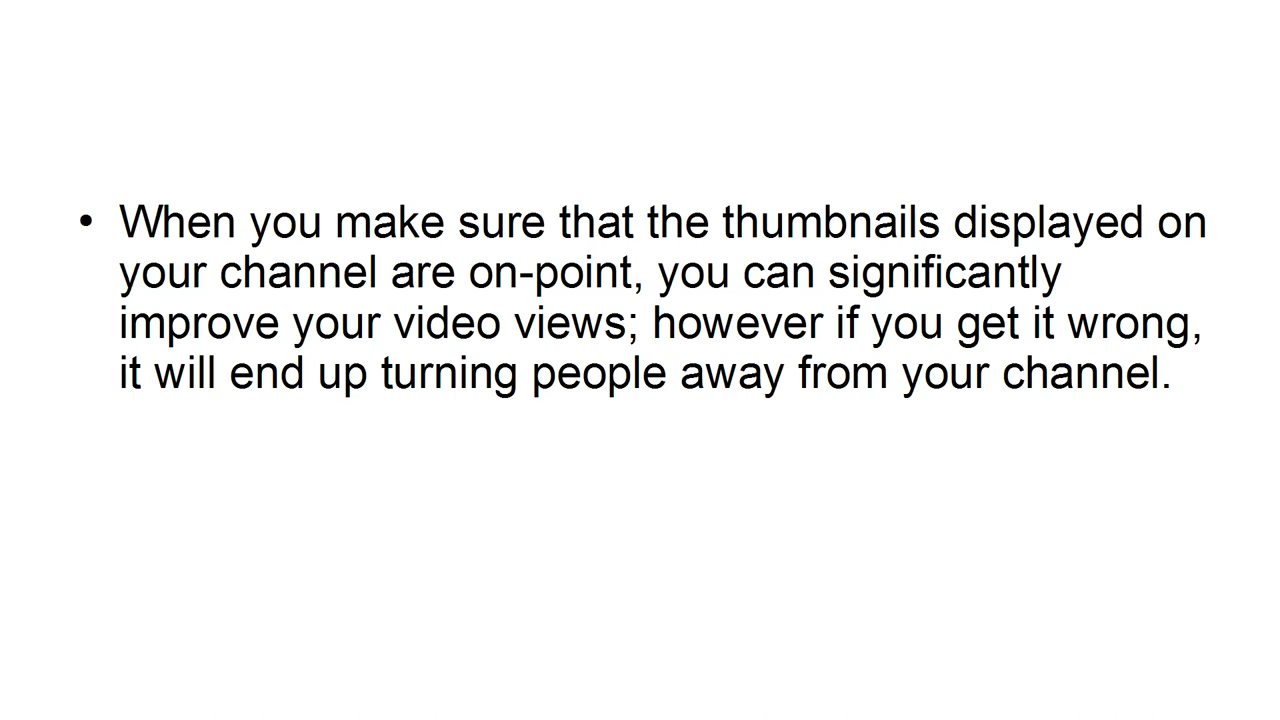 • When you make sure that the thumbnails displayed on
your channel are on-point, you can significantly
improve your video views; however if you get it wrong,
it will end up turning people away from your channel.